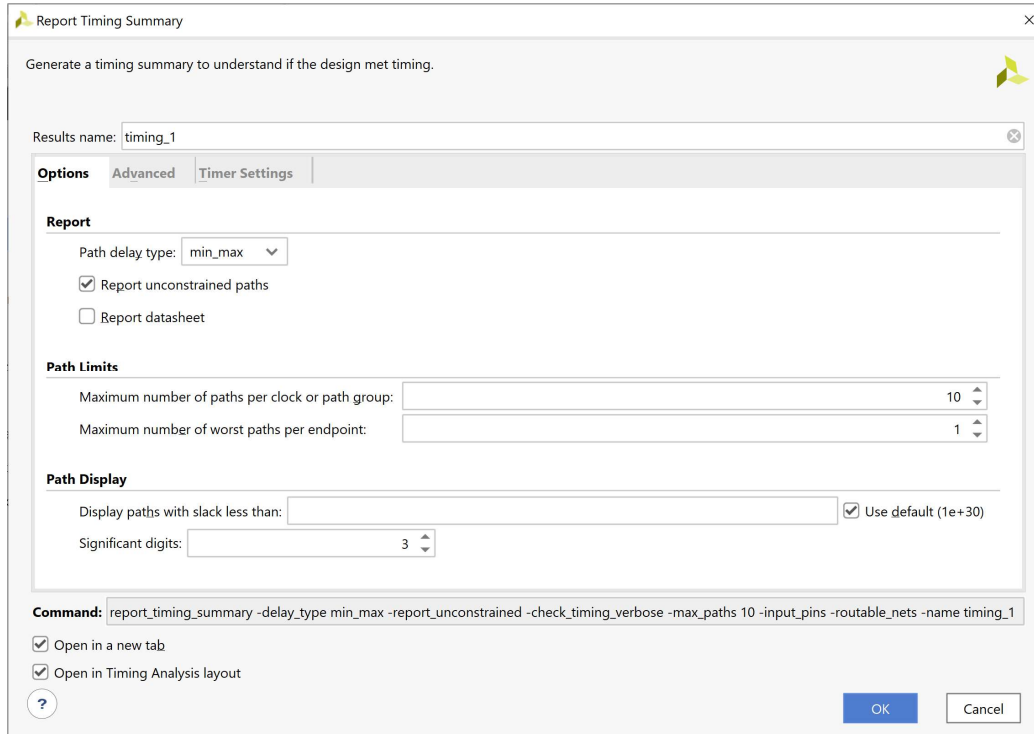 Report Timing Summary
Generate a timing summary to understand if the design met timing.
Results name: timing_1
Options Advanced Timer Settings
Report
Path delay type: min_max
Report unconstrained paths
Report datasheet
Path Limits
Maximum number of paths per clock or path group: 10
Maximum number of worst paths per endpoint: 1
Path Display
Display paths with slack less than: Use default (1e+30)
Significant digits: 3
Command: report_timing_summary -delay_type min_max -report_unconstrained -check_timing_verbose -max_paths 10 -input_pins -routable_nets -name timing_1
Open in a new tab
Open in Timing Analysis layout
?
OK Cancel